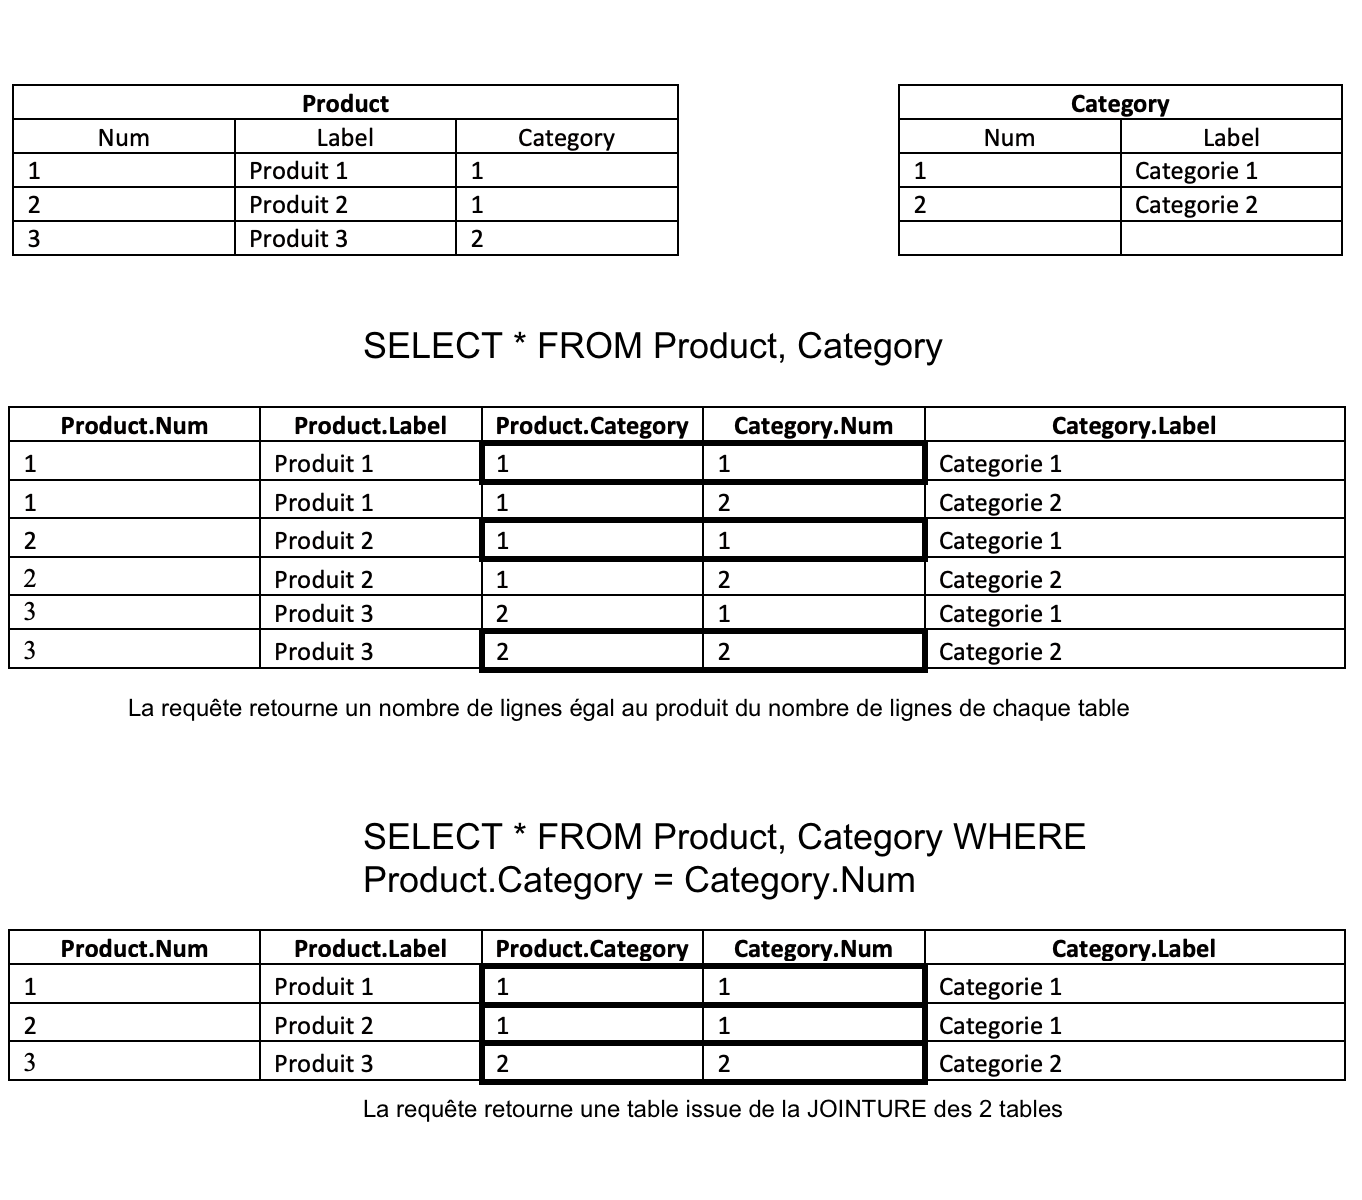 Product
Num Label Category
1 Produit 1 1
2 Produit 2 1
3 Produit 3 2
Category
Num Label
1 Categorie 1
2 Categorie 2
SELECT * FROM Product, Category
Product.Num Product.Label Product.Category Category.Num Category.Label
1 Produit 1 1 1 Categorie 1
1 Produit 1 1 2 Categorie 2
2 Produit 2 1 1 Categorie 1
2 Produit 2 1 2 Categorie 2
3 Produit 3 2 1 Categorie 1
3 Produit 3 2 2 Categorie 2
La requête retourne un nombre de lignes égal au produit du nombre de lignes de chaque table
SELECT * FROM Product, Category WHERE
Product.Category = Category.Num
Product.Num Product.Label Product.Category Category.Num Category.Label
1 Produit 1 1 1 Categorie 1
2 Produit 2 1 1 Categorie 1
3 Produit 3 2 2 Categorie 2
La requête retourne une table issue de la JOINTURE des 2 tables